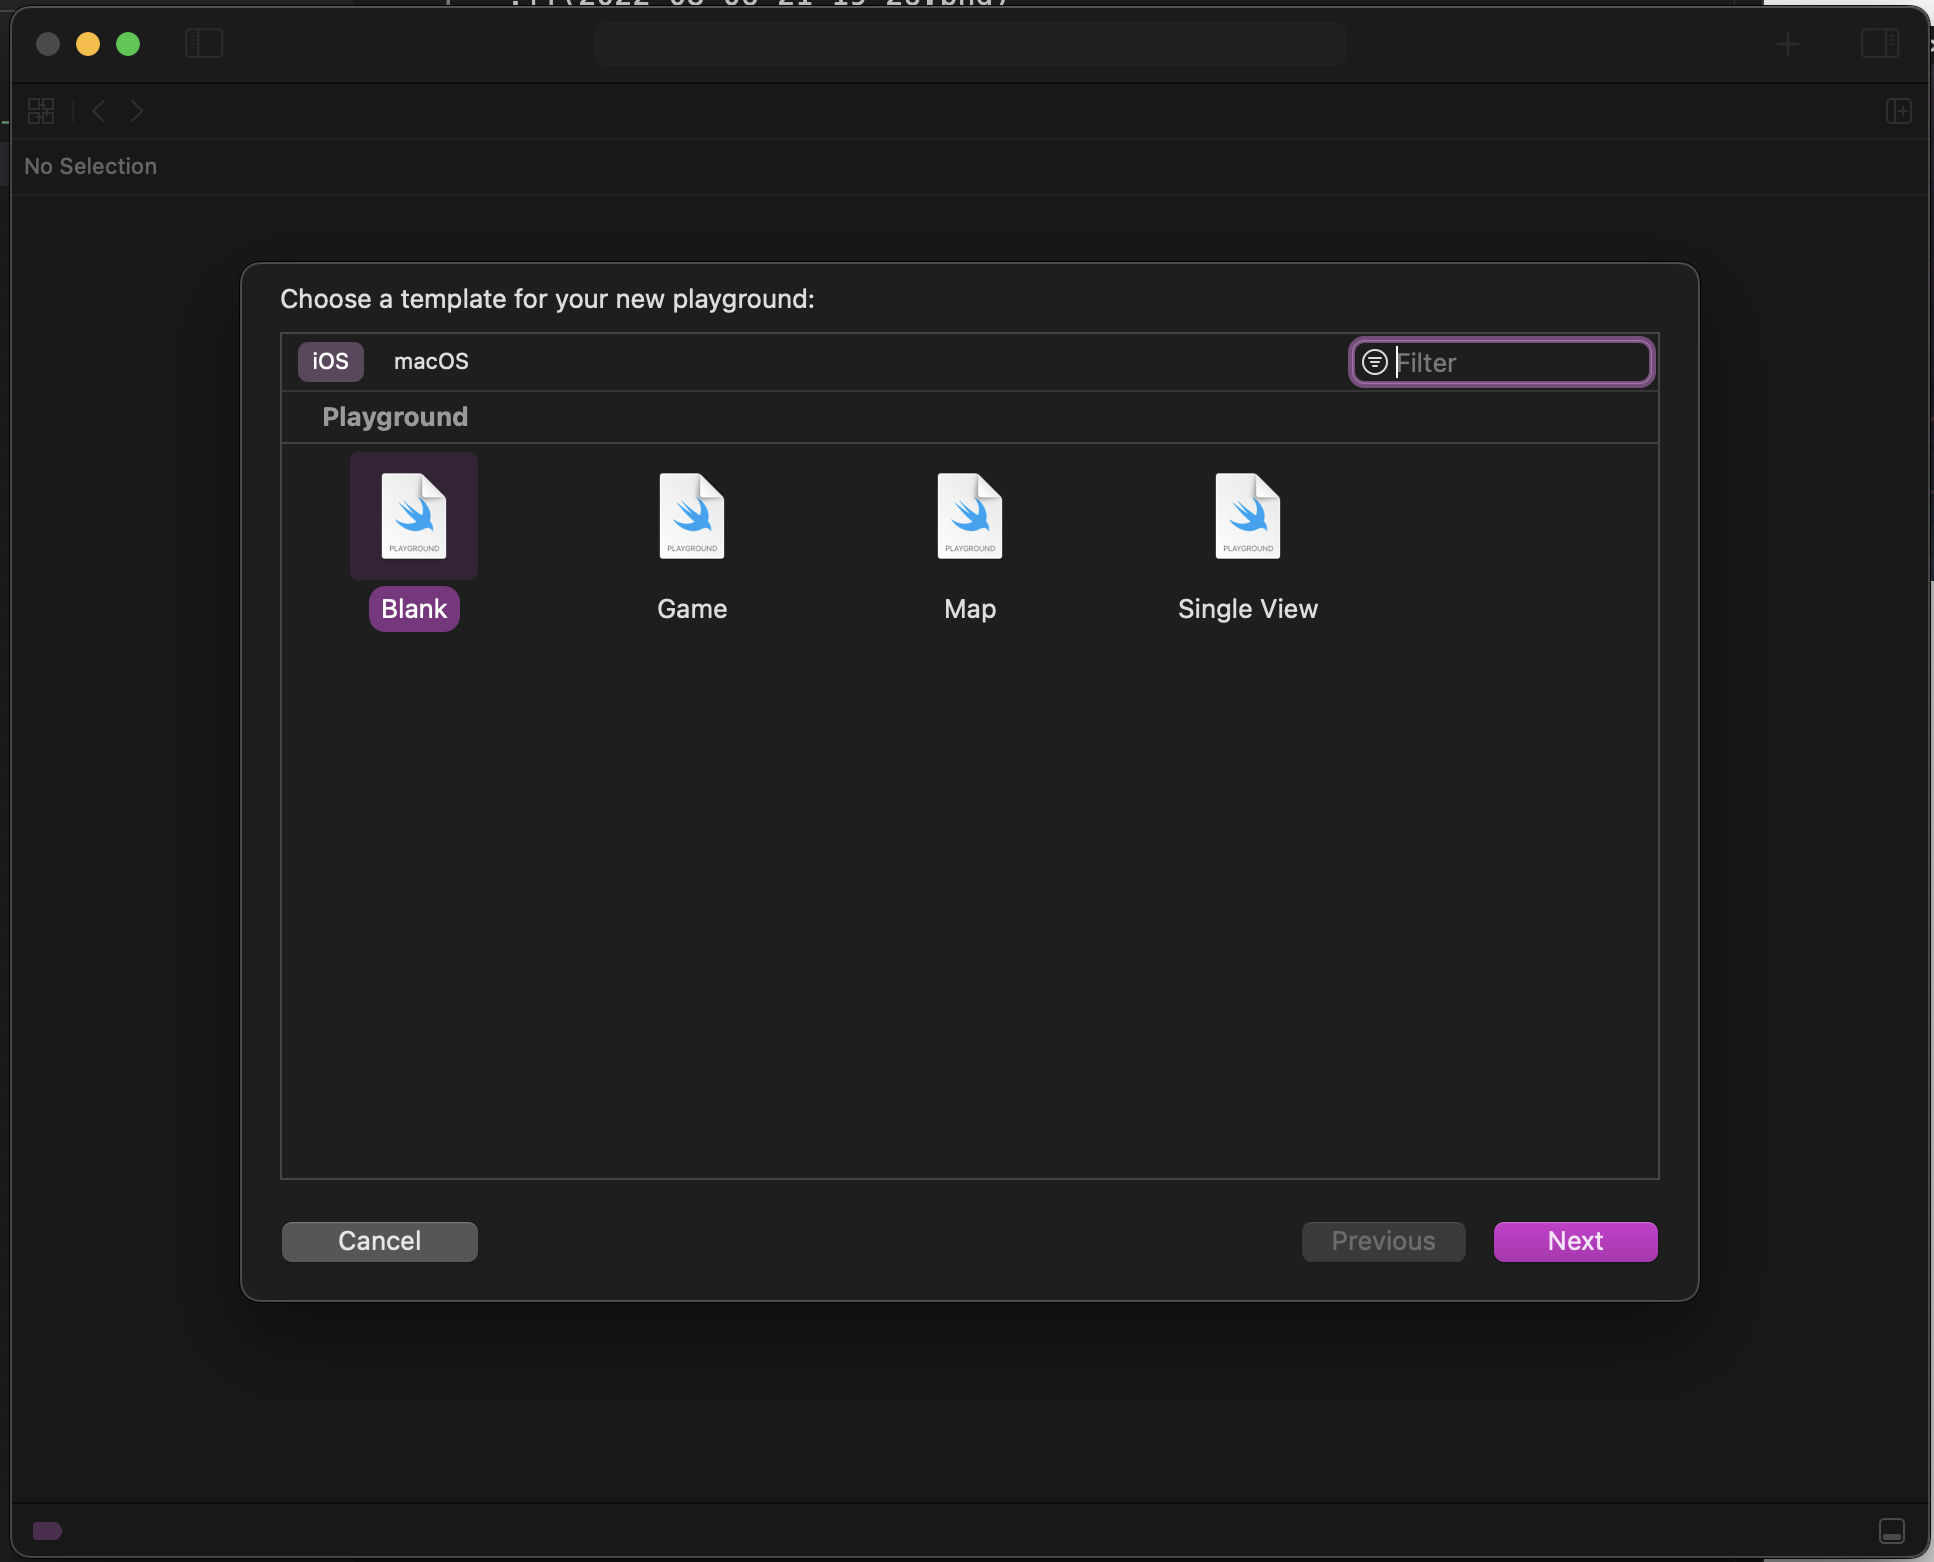 No Selection
Choose a template for your new playground:
iOS macOS Filter
Playground
PLAYGROUND PLAYGROUND PLAYGROUND PLAYGROUND
Blank Game Map Single View
Cancel Previous Next